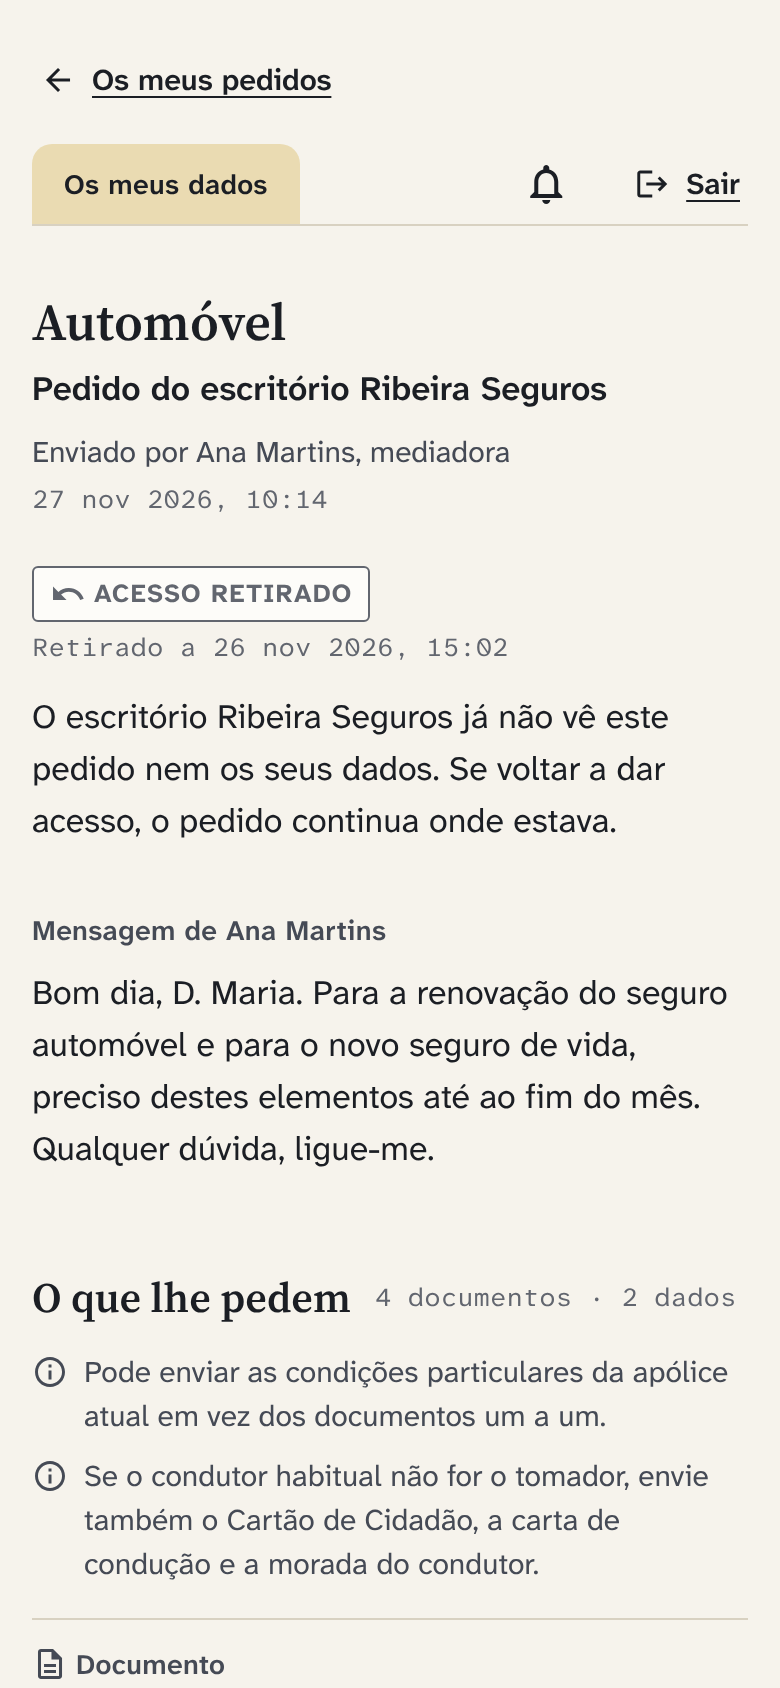 Os meus pedidos
Os meus dados
Sair
Automóvel
Pedido do escritório Ribeira Seguros
Enviado por Ana Martins, mediadora
27 nov 2026, 10:14
ACESSO RETIRADO
Retirado a 26 nov 2026, 15:02
O escritório Ribeira Seguros já não vê este
pedido nem os seus dados. Se voltar a dar
acesso, o pedido continua onde estava.
Mensagem de Ana Martins
Bom dia, D. Maria. Para a renovação do seguro
automóvel e para o novo seguro de vida,
preciso destes elementos até ao fim do mês.
Qualquer dúvida, ligue-me.
O que lhe pedem 4 documentos · 2 dados
Pode enviar as condições particulares da apólice
atual em vez dos documentos um a um.
Se o condutor habitual não for o tomador, envie
também o Cartão de Cidadão, a carta de
condução e a morada do condutor.
Documento